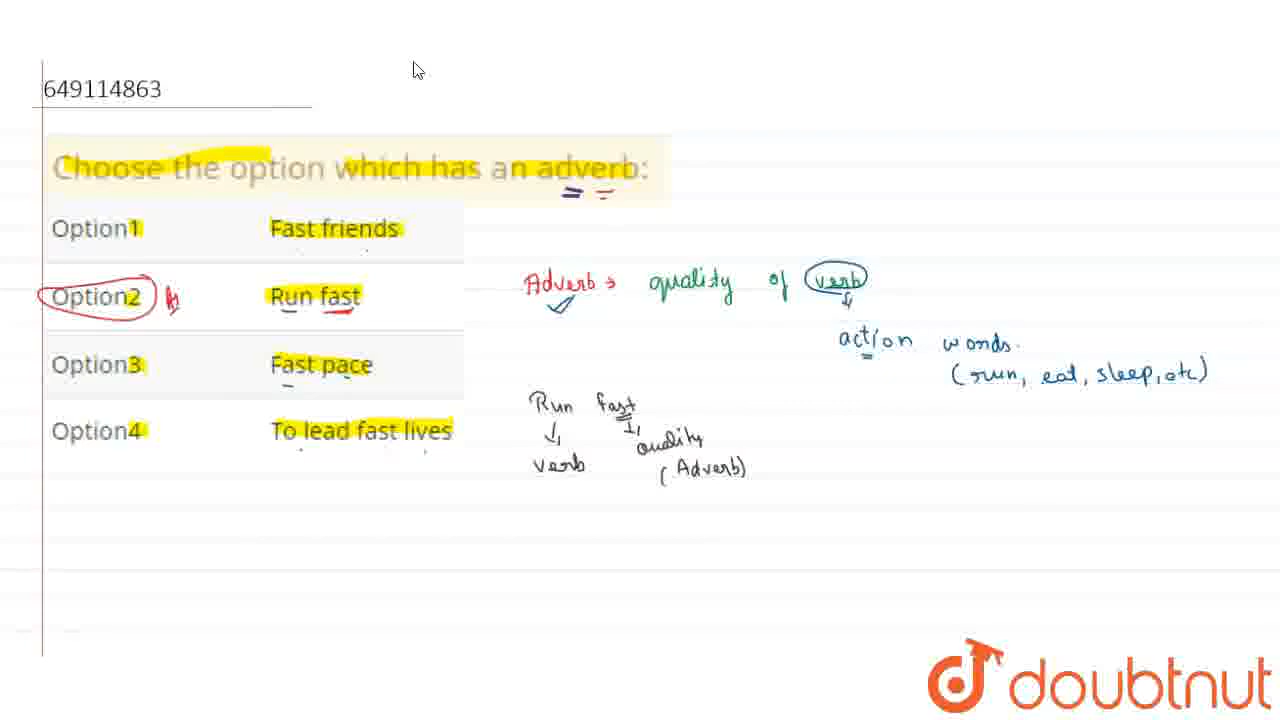 649114863
Choose the option which has an adverb:
Option1 Fast friends
Option2 Run fast
Option3 Fast pace
Option4 To lead fast lives
Adverb → quality of verb
action words.
(run, eat, sleep, etc)
Run fast
quality
verb (Adverb)
doubtnut